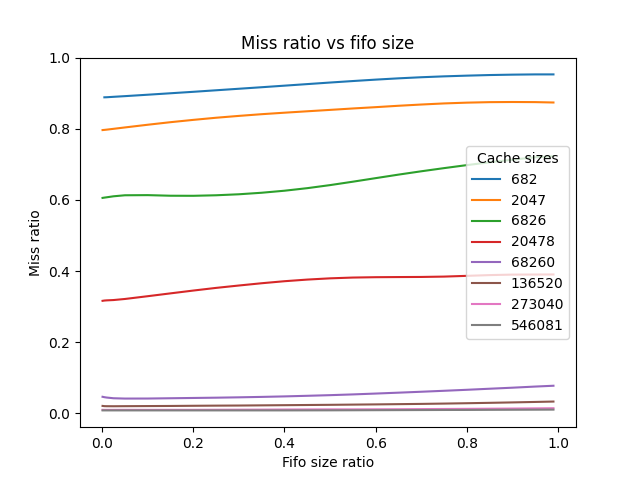 Miss ratio vs fifo size
Miss ratio
1.0
0.8
0.6
0.4
0.2
0.0
Cache sizes
682
2047
6826
20478
68260
136520
273040
546081
0.0 0.2 0.4 0.6 0.8 1.0
Fifo size ratio